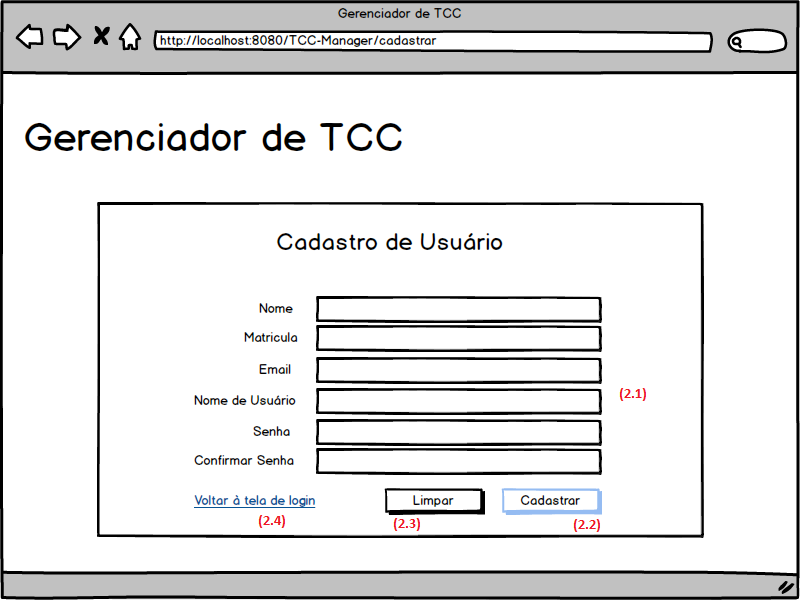 Gerenciador de TCC
http://localhost:8080/TCC-Manager/cadastrar
Gerenciador de TCC
Cadastro de Usuário
Nome
Matricula
Email
Nome de Usuário
(2.1)
Senha
Confirmar Senha
Voltar à tela de login
Limpar
Cadastrar
(2.4)
(2.3)
(2.2)